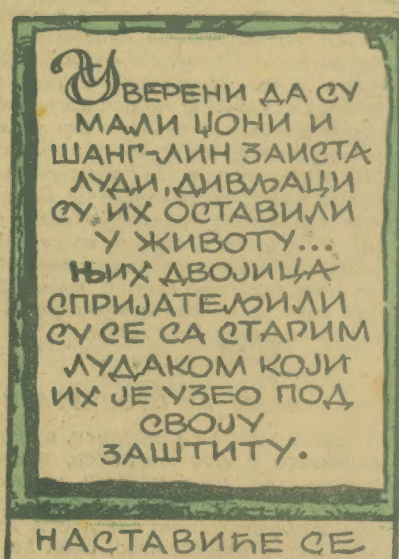 УВЕРЕНИ ДА СУ
МАЛИ ЏОНИ И
ШАНГ-ЛИН ЗАИСТА
ЛУДИ, ДИВЉАЦИ
СУ ИХ ОСТАВИЛИ
У ЖИВОТУ...
ЊИХ ДВОЈИЦА
СПРИЈАТЕЉИЛИ
СУ СЕ СА СТАРИМ
ЛУДАКОМ КОЈИ
ИХ ЈЕ УЗЕО ПОД
СВОЈУ
ЗАШТИТУ.
НАСТАВИЋЕ СЕ